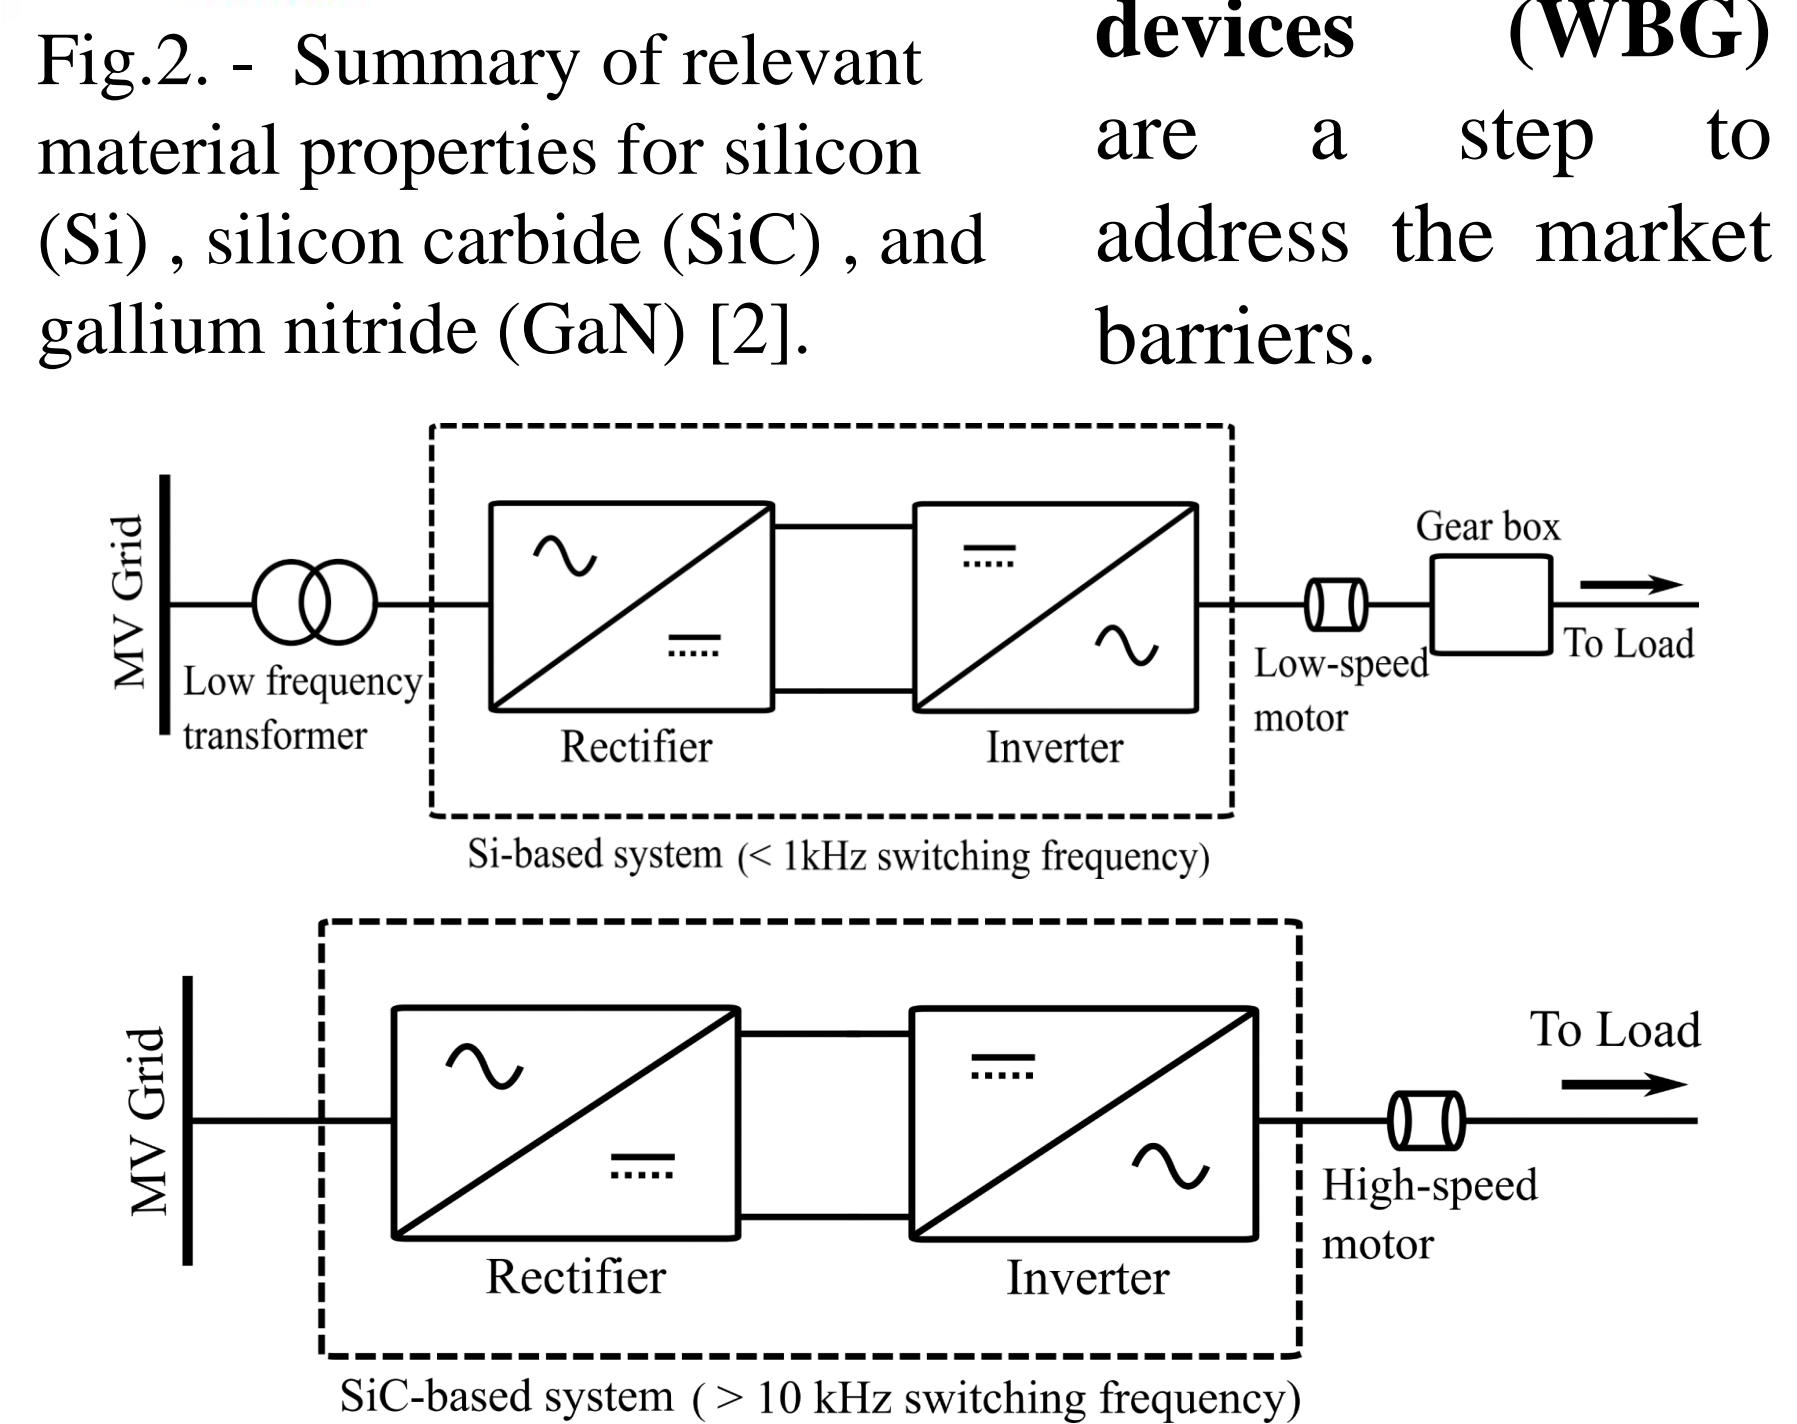 Fig.2. - Summary of relevant
material properties for silicon
(Si) , silicon carbide (SiC) , and
gallium nitride (GaN) [2].
devices (WBG)
are a step to
address the market
barriers.
MV Grid
Low frequency
transformer
Rectifier
Inverter
Low-speed
motor
Gear box
To Load
Si-based system (< 1kHz switching frequency)
MV Grid
Rectifier
Inverter
High-speed
motor
To Load
SiC-based system ( > 10 kHz switching frequency)